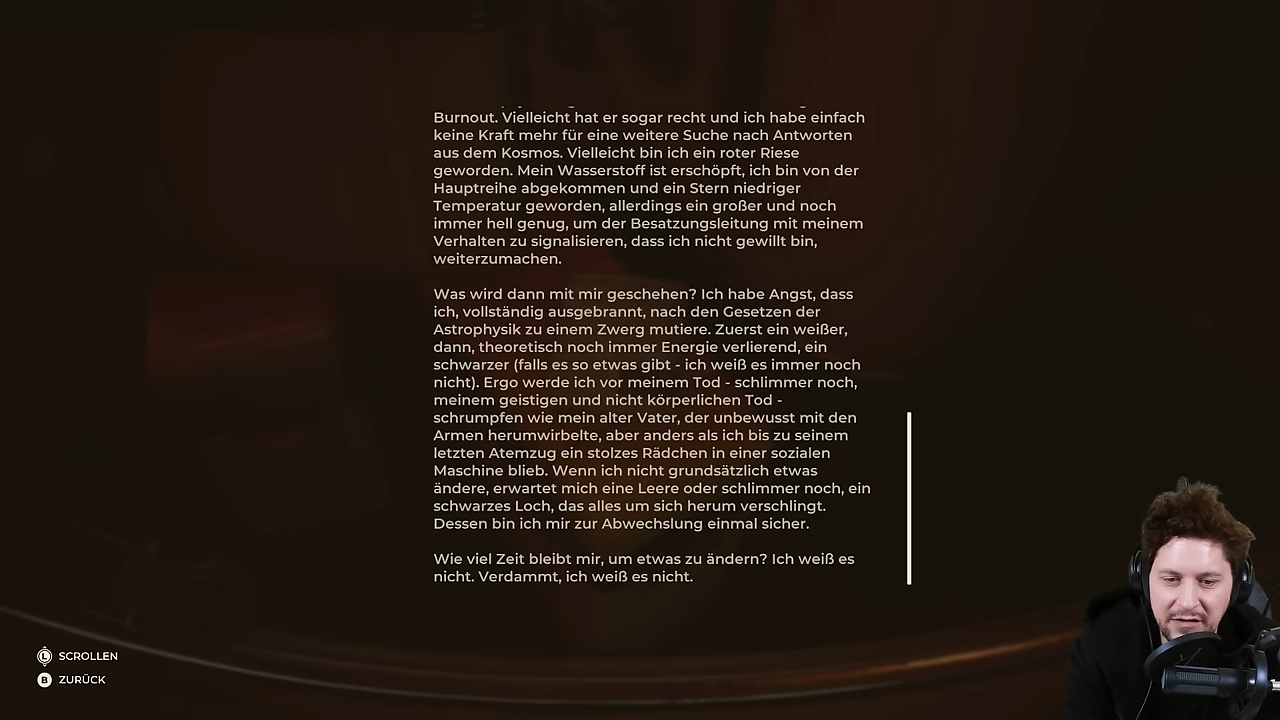 Burnout. Vielleicht hat er sogar recht und ich habe einfach
keine Kraft mehr für eine weitere Suche nach Antworten
aus dem Kosmos. Vielleicht bin ich ein roter Riese
geworden. Mein Wasserstoff ist erschöpft, ich bin von der
Hauptreihe abgekommen und ein Stern niedriger
Temperatur geworden, allerdings ein großer und noch
immer hell genug, um der Besatzungsleitung mit meinem
Verhalten zu signalisieren, dass ich nicht gewillt bin,
weiterzumachen.
Was wird dann mit mir geschehen? Ich habe Angst, dass
ich, vollständig ausgebrannt, nach den Gesetzen der
Astrophysik zu einem Zwerg mutiere. Zuerst ein weißer,
dann, theoretisch noch immer Energie verlierend, ein
schwarzer (falls es so etwas gibt - ich weiß es immer noch
nicht). Ergo werde ich vor meinem Tod - schlimmer noch,
meinem geistigen und nicht körperlichen Tod -
schrumpfen wie mein alter Vater, der unbewusst mit den
Armen herumwirbelte, aber anders als ich bis zu seinem
letzten Atemzug ein stolzes Rädchen in einer sozialen
Maschine blieb. Wenn ich nicht grundsätzlich etwas
ändere, erwartet mich eine Leere oder schlimmer noch, ein
schwarzes Loch, das alles um sich herum verschlingt.
Dessen bin ich mir zur Abwechslung einmal sicher.
Wie viel Zeit bleibt mir, um etwas zu ändern? Ich weiß es
nicht. Verdammt, ich weiß es nicht.
L SCROLLEN
B ZURÜCK